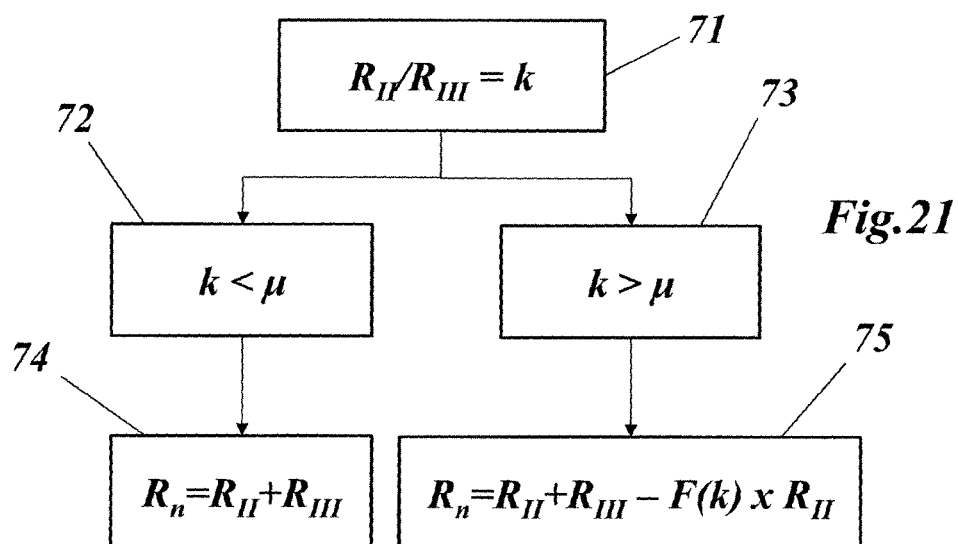 71
R_II/R_III = k
72
73
Fig.21
k < μ
k > μ
74
75
R_n=R_II+R_III
R_n=R_II+R_III – F(k) x R_II